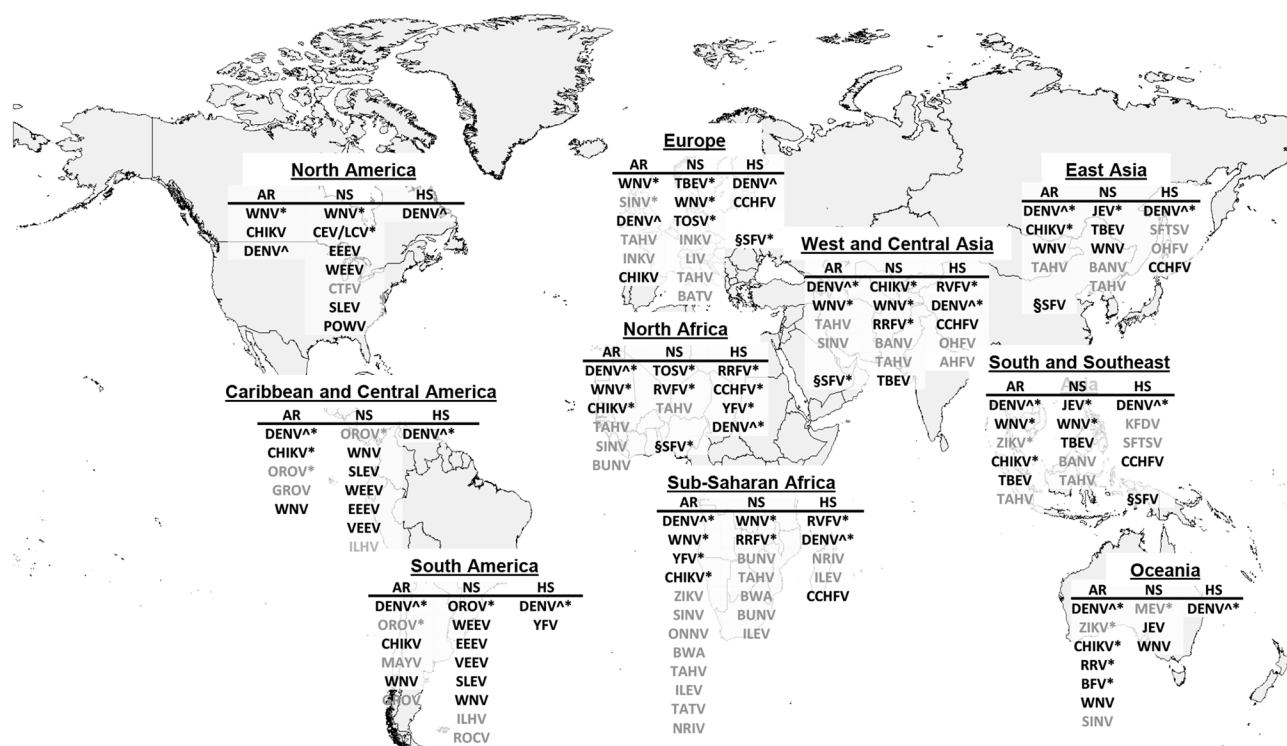 North America
AR NS HS
WNV* WNV* DENV^
CHIKV CEV/LCV*
DENV^ EEEV
WEEV
CTFV
SLEV
POWV
Europe
AR NS HS
WNV* TBEV* DENV^
SINV* WNV* CCHFV
DENV^ TOSV*
TAHV INKV §SFV*
INKV LIV
CHIKV TAHV
BATV
East Asia
AR NS HS
DENV^* JEV* DENV^*
CHIKV* TBEV SFTSV
WNV WNV OHFV
TAHV BANV CCHFV
TAHV
§SFV
West and Central Asia
AR NS HS
DENV^* CHIKV* RVFV*
WNV* WNV* DENV^*
TAHV RRFV* CCHFV
SINV BANV OHFV
TAHV AHFV
§SFV* TBEV
North Africa
AR NS HS
DENV^* TOSV* RRFV*
WNV* RVFV* CCHFV*
CHIKV* TAHV YFV*
TAHV DENV^*
SINV §SFV*
BUNV
South and Southeast
Asia
AR NS HS
DENV^* JEV* DENV^*
WNV* WNV* KFDV
ZIKV* TBEV SFTSV
CHIKV* BANV CCHFV
TBEV TAHV
TAHV §SFV
Caribbean and Central America
AR NS HS
DENV^* OROV* DENV^*
CHIKV* WNV
OROV* SLEV
GROV WEEV
WNV EEEV
VEEV
ILHV
Sub-Saharan Africa
AR NS HS
DENV^* WNV* RVFV*
WNV* RRFV* DENV^*
YFV* BUNV NRIV
CHIKV* TAHV ILEV
ZIKV BWA CCHFV
SINV BUNV
ONNV ILEV
BWA
TAHV
ILEV
TATV
NRIV
South America
AR NS HS
DENV^* OROV* DENV^*
OROV* WEEV YFV
CHIKV EEEV
MAYV VEEV
WNV SLEV
GROV WNV
ILHV
ROCV
Oceania
AR NS HS
DENV^* MEV* DENV^*
ZIKV* JEV
CHIKV* WNV
RRV*
BFV*
WNV
SINV